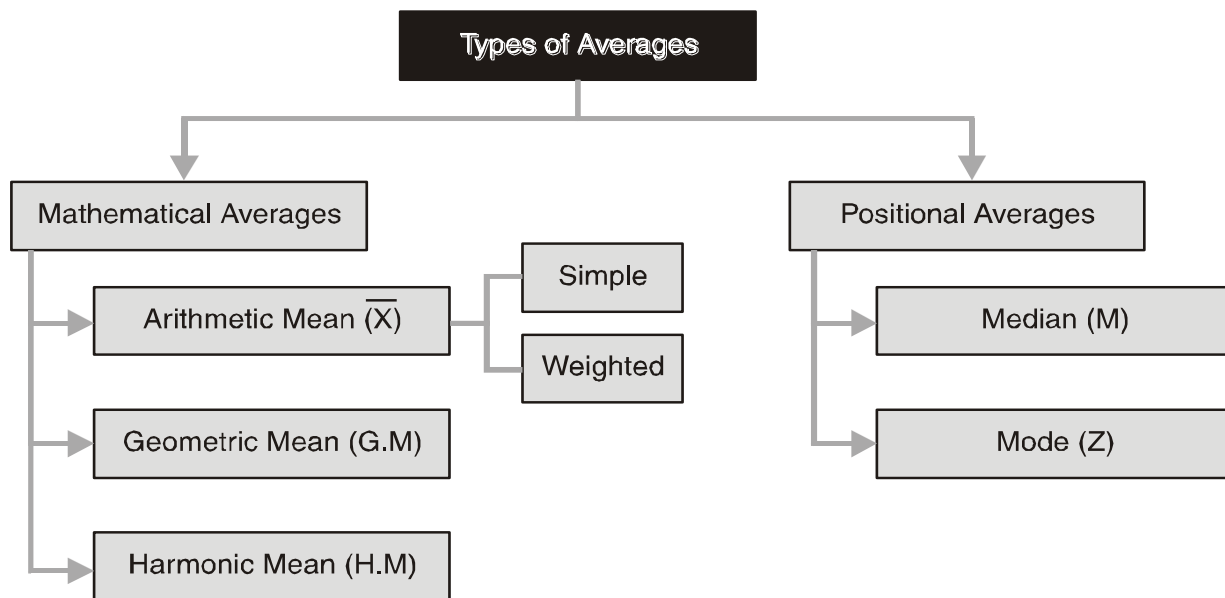 Types of Averages
Mathematical Averages
Positional Averages
Simple
Arithmetic Mean (X̅)
Weighted
Median (M)
Geometric Mean (G.M)
Mode (Z)
Harmonic Mean (H.M)